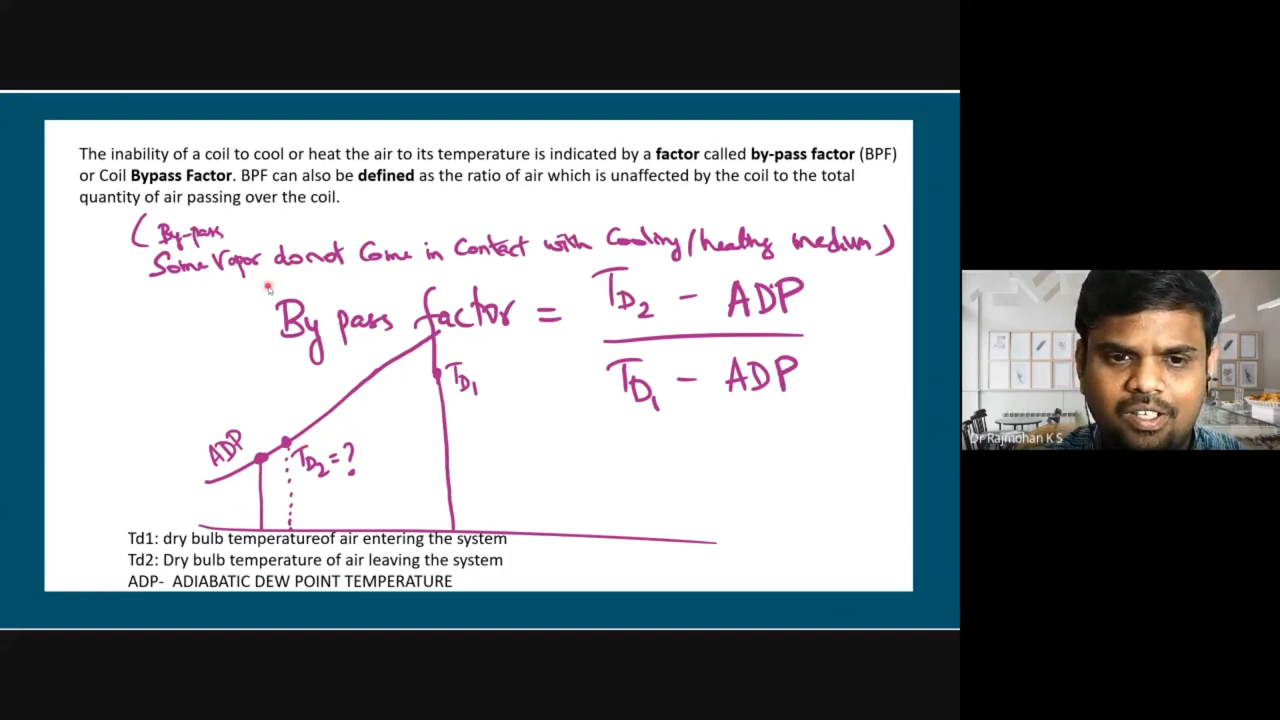 The inability of a coil to cool or heat the air to its temperature is indicated by a factor called by-pass factor (BPF)
or Coil Bypass Factor. BPF can also be defined as the ratio of air which is unaffected by the coil to the total
quantity of air passing over the coil.
( By-pass
Some Vapor do not Come in Contact with Cooling/heating medium)
By pass factor = TD2 - ADP
TD1 - ADP
TD1
ADP
TD2 = ?
Dr Rajmohan K S
Td1: dry bulb temperatureof air entering the system
Td2: Dry bulb temperature of air leaving the system
ADP- ADIABATIC DEW POINT TEMPERATURE